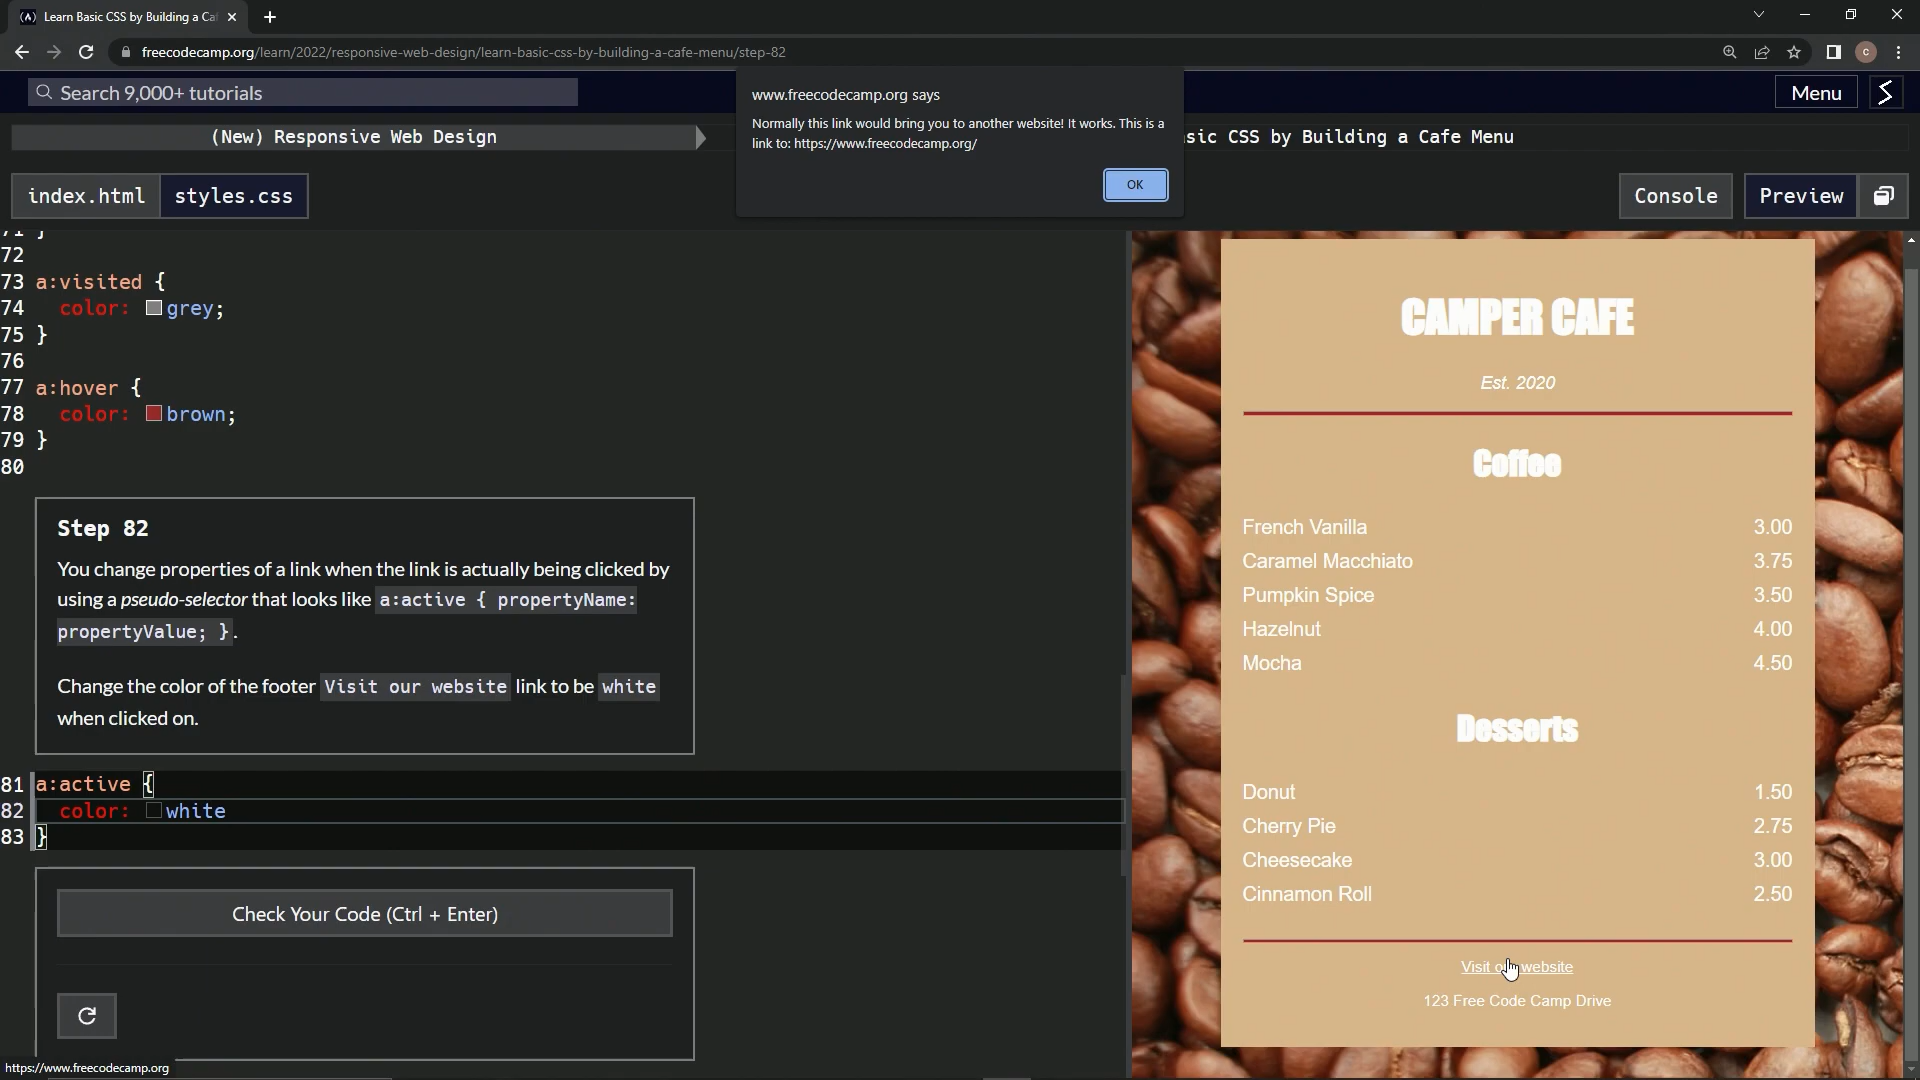 Learn Basic CSS by Building a Ca
freecodecamp.org/learn/2022/responsive-web-design/learn-basic-css-by-building-a-cafe-menu/step-82
C
Search 9,000+ tutorials
Menu
www.freecodecamp.org says
Normally this link would bring you to another website! It works. This is a
link to: https://www.freecodecamp.org/
OK
(New) Responsive Web Design
sic CSS by Building a Cafe Menu
index.html
styles.css
Console
Preview
71 }
72
73 a:visited {
74 color: grey;
75 }
76
77 a:hover {
78 color: brown;
79 }
80
Step 82
You change properties of a link when the link is actually being clicked by
using a pseudo-selector that looks like a:active { propertyName:
propertyValue; }.
Change the color of the footer Visit our website link to be white
when clicked on.
81 a:active {
82 color: white
83 }
Check Your Code (Ctrl + Enter)
https://www.freecodecamp.org
CAMPER CAFE
Est. 2020
Coffee
French Vanilla 3.00
Caramel Macchiato 3.75
Pumpkin Spice 3.50
Hazelnut 4.00
Mocha 4.50
Desserts
Donut 1.50
Cherry Pie 2.75
Cheesecake 3.00
Cinnamon Roll 2.50
Visit our website
123 Free Code Camp Drive